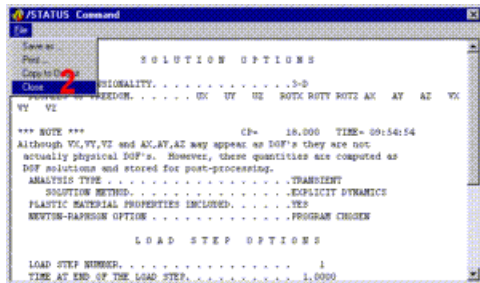 /STATUS Command
File
Save as
Print...
Copy to
Close
2
SOLUTION OPTIONS
. . . . . . . . . . . . .3-D
. . . . . . UX UY UZ ROTX ROTY ROTZ AX AY AZ VX
VY VZ
*** NOTE *** CP= 18.000 TIME= 09:54:54
Although VX,VY,VZ and AX,AY,AZ may appear as DOF's they are not
actually physical DOF's. However, these quantities are computed as
DOF solutions and stored for post-processing.
ANALYSIS TYPE . . . . . . . . . . . . . . . . .TRANSIENT
SOLUTION METHOD. . . . . . . . . . . . . . .EXPLICIT DYNAMICS
PLASTIC MATERIAL PROPERTIES INCLUDED. . . . . .YES
NEWTON-RAPHSON OPTION . . . . . . . . . . . . .PROGRAM CHOSEN
LOAD STEP OPTIONS
LOAD STEP NUMBER. . . . . . . . . . . . . . . . 1
TIME AT END OF THE LOAD STEP. . . . . . . . . . 1.0000